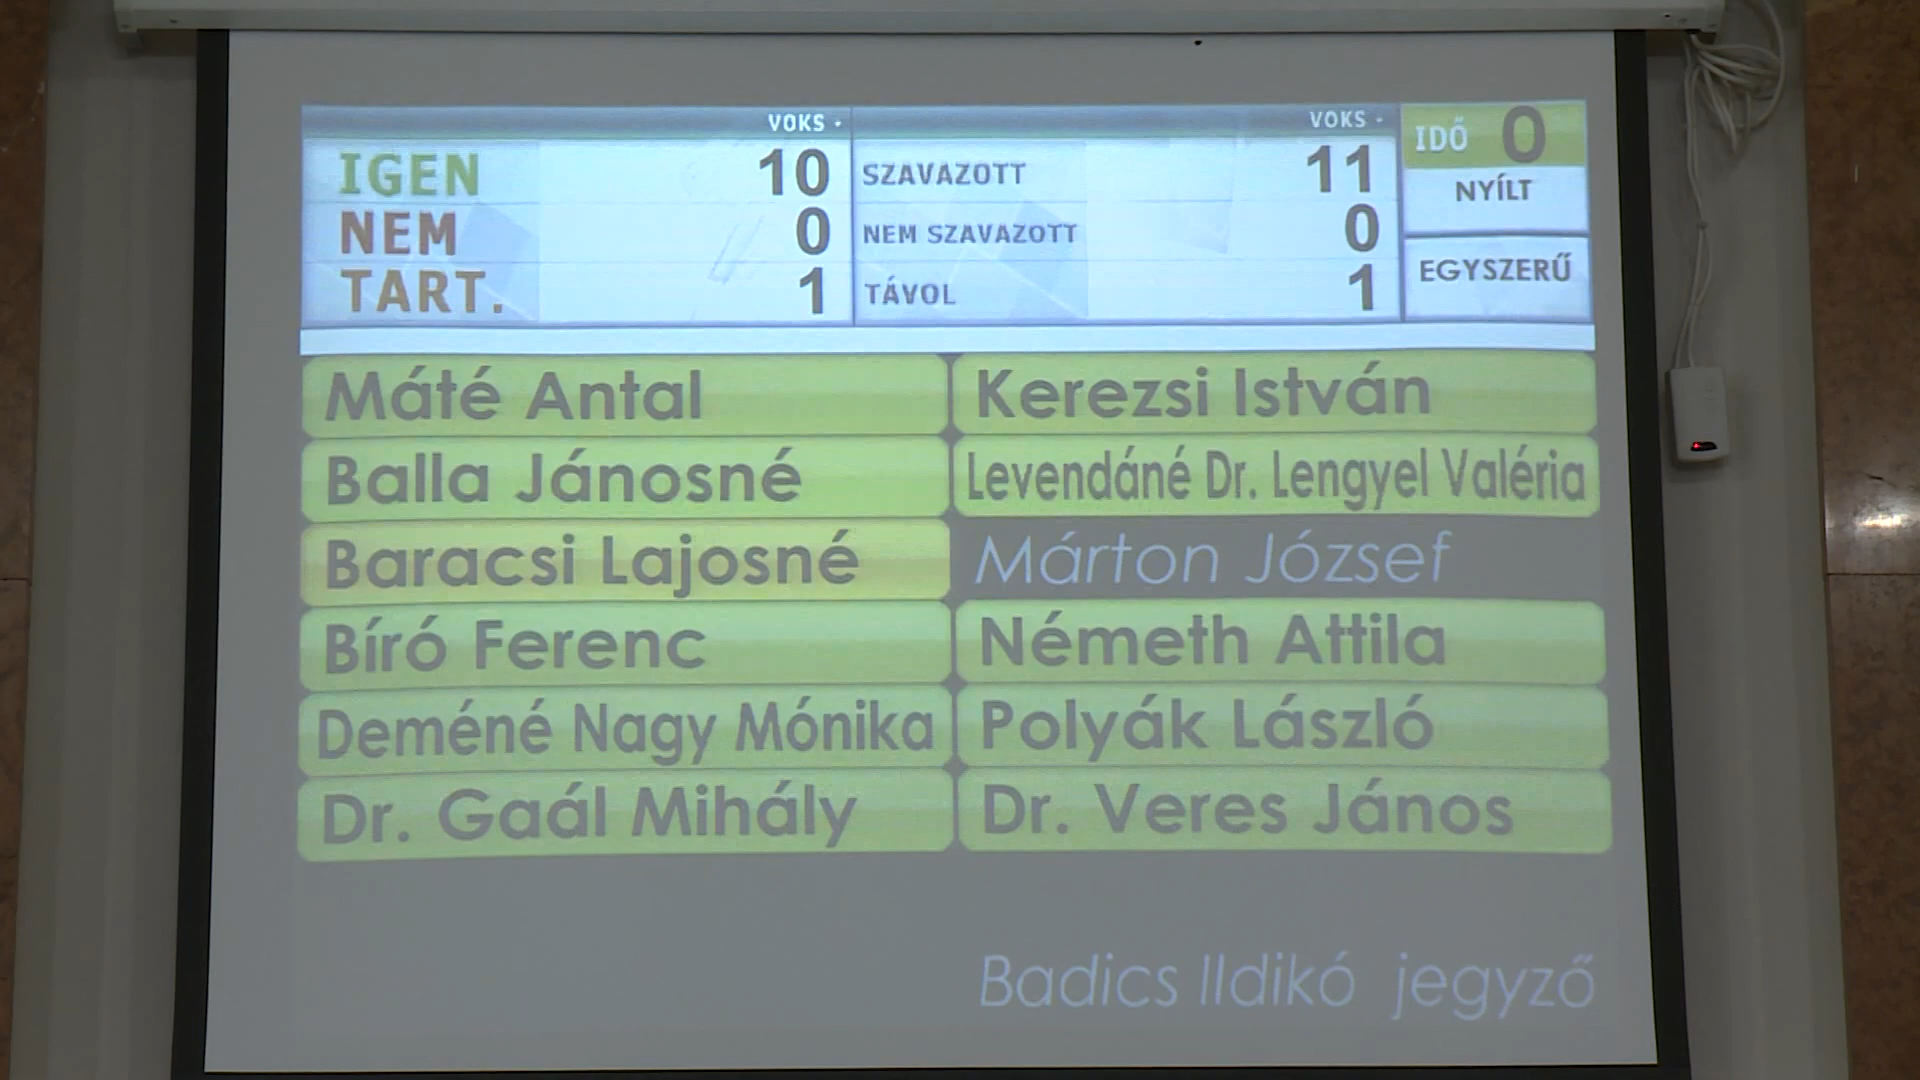 VOKS - VOKS -
IGEN 10 SZAVAZOTT 11 IDŐ 0
NEM 0 NEM SZAVAZOTT 0 NYÍLT
TART. 1 TÁVOL 1 EGYSZERŰ
Máté Antal Kerezsi István
Balla Jánosné Levendáné Dr. Lengyel Valéria
Baracsi Lajosné Márton József
Bíró Ferenc Németh Attila
Deméné Nagy Mónika Polyák László
Dr. Gaál Mihály Dr. Veres János
Badics Ildikó jegyző